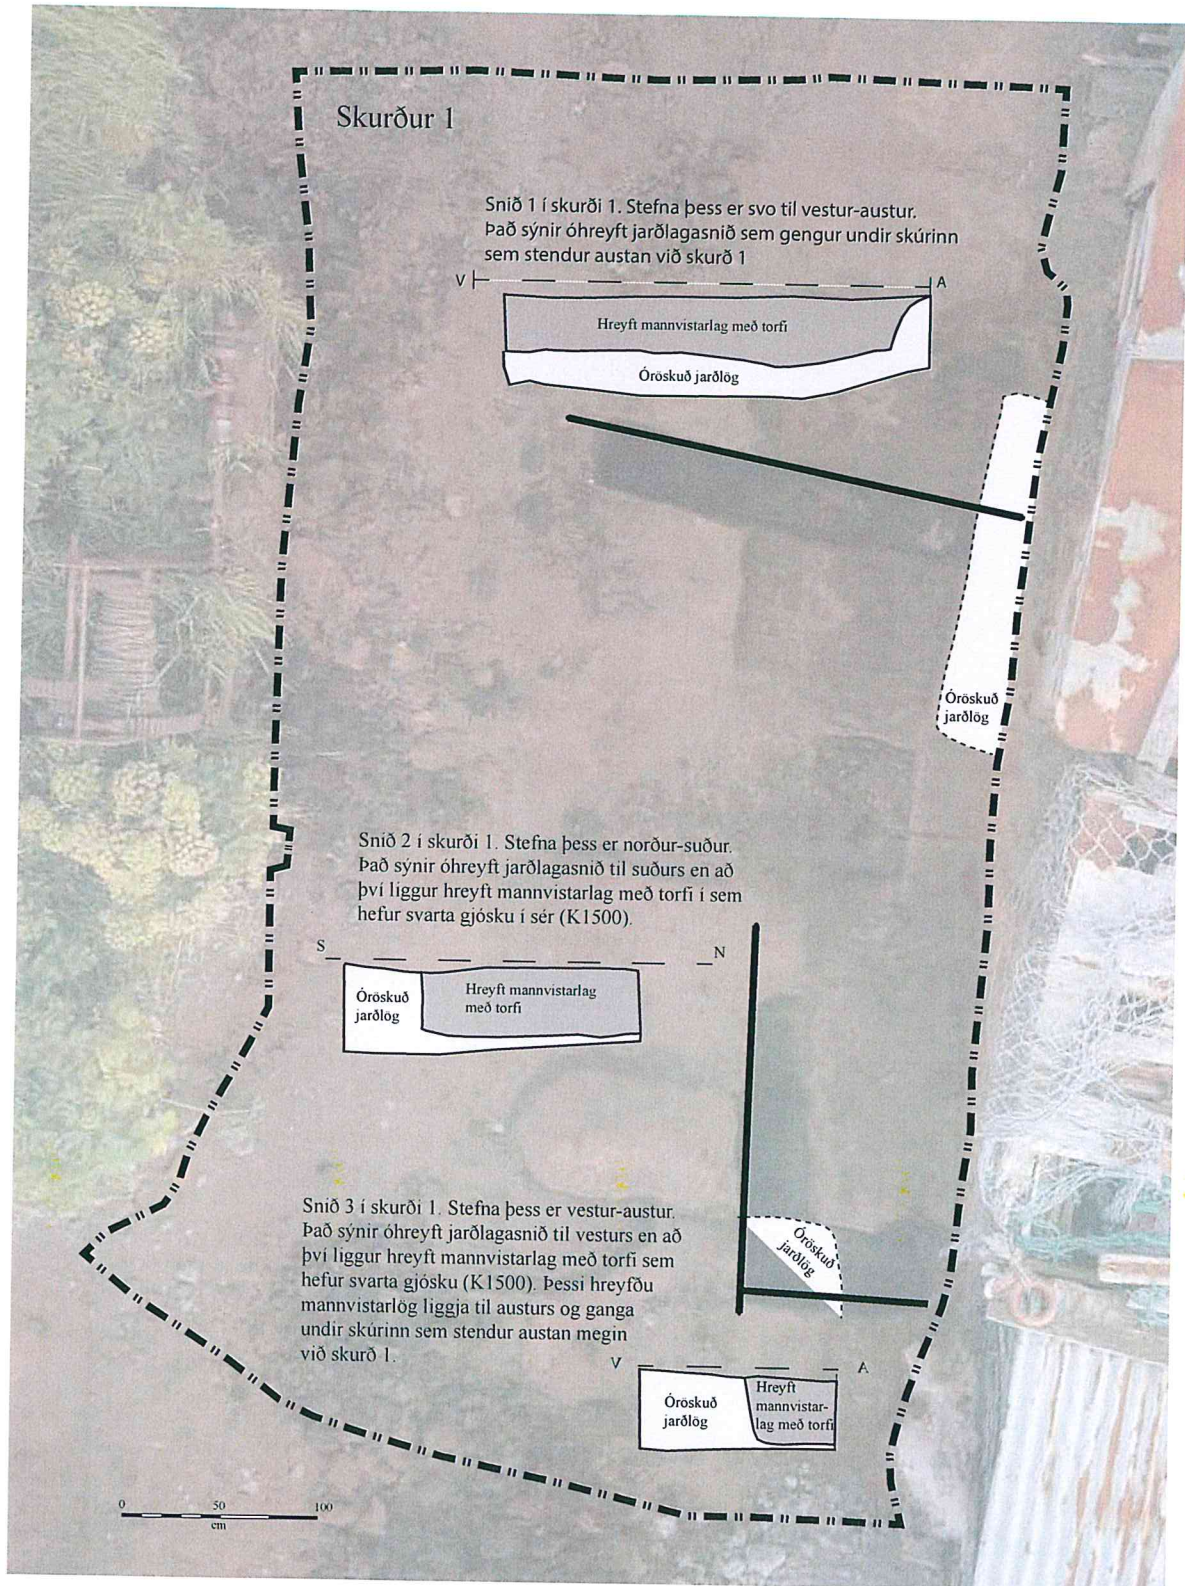 Skurður 1
Snið 1 í skurði 1. Stefna þess er svo til vestur-austur.
Það sýnir óhreyft jarðlagasnið sem gengur undir skúrinn
sem stendur austan við skurð 1
V
A
Hreyft mannvistarlag með torfi
Óröskuð jarðlög
Óröskuð
jarðlög
Snið 2 í skurði 1. Stefna þess er norður-suður.
Það sýnir óhreyft jarðlagasnið til suðurs en að
því liggur hreyft mannvistarlag með torfi í sem
hefur svarta gjósku í sér (K1500).
S
N
Óröskuð
jarðlög
Hreyft mannvistarlag
með torfi
Snið 3 í skurði 1. Stefna þess er vestur-austur.
Það sýnir óhreyft jarðlagasnið til vesturs en að
því liggur hreyft mannvistarlag með torfi sem
hefur svarta gjósku (K1500). Þessi hreyfðu
mannvistarlög liggja til austurs og ganga
undir skúrinn sem stendur austan megin
við skurð 1.
Óröskuð
jarðlög
V
A
Óröskuð
jarðlög
Hreyft
mannvistar-
lag með torfi
0 50 100
cm